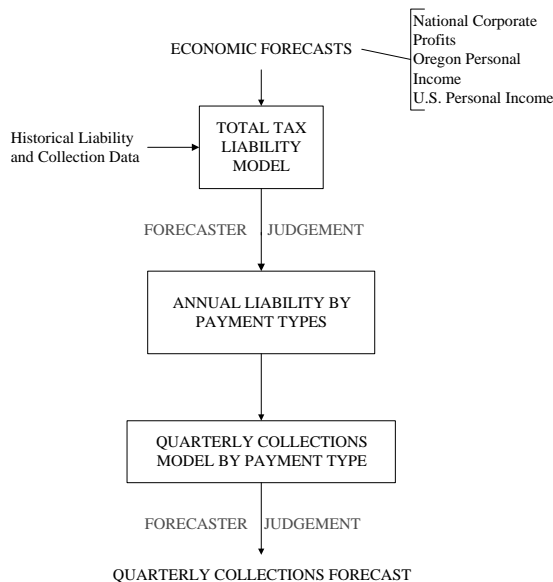 National Corporate
Profits
Oregon Personal
Income
U.S. Personal Income
ECONOMIC FORECASTS
TOTAL TAX
LIABILITY
MODEL
Historical Liability
and Collection Data
FORECASTER JUDGEMENT
ANNUAL LIABILITY BY
PAYMENT TYPES
QUARTERLY COLLECTIONS
MODEL BY PAYMENT TYPE
FORECASTER JUDGEMENT
QUARTERLY COLLECTIONS FORECAST